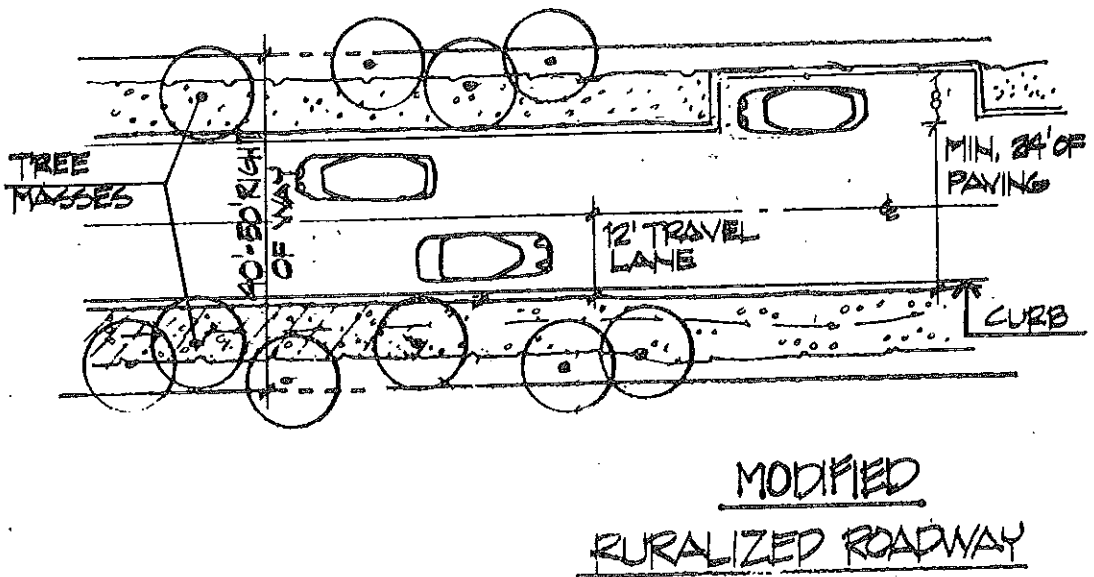 TREE
MASSES
40'-50' RIGHT
OF WAY
8'
MIN. 24' OF
PAVING
℄
12' TRAVEL
LANE
CURB
MODIFIED
RURALIZED ROADWAY